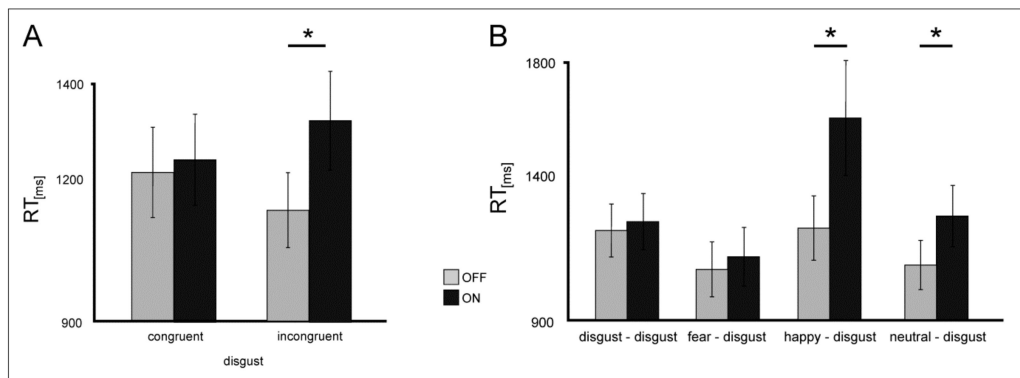 A
*
1400
1200
RT[ms]
900
congruent
incongruent
disgust
OFF
ON
B
*
*
1800
1400
RT[ms]
900
disgust - disgust
fear - disgust
happy - disgust
neutral - disgust